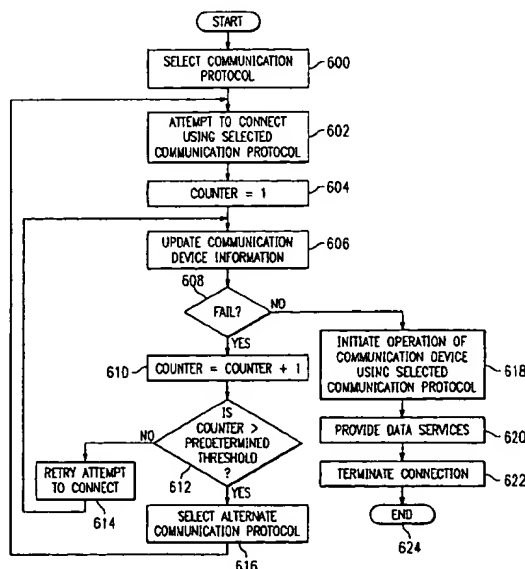 START
SELECT COMMUNICATION
PROTOCOL
600
ATTEMPT TO CONNECT
USING SELECTED
COMMUNICATION PROTOCOL
602
COUNTER = 1
604
UPDATE COMMUNICATION
DEVICE INFORMATION
606
608
FAIL?
NO
YES
610
COUNTER = COUNTER + 1
IS
COUNTER >
PREDETERMINED
THRESHOLD
?
612
NO
YES
RETRY ATTEMPT
TO CONNECT
614
SELECT ALTERNATE
COMMUNICATION PROTOCOL
616
INITIATE OPERATION OF
COMMUNICATION DEVICE
USING SELECTED
COMMUNICATION PROTOCOL
618
PROVIDE DATA SERVICES
620
TERMINATE CONNECTION
622
END
624